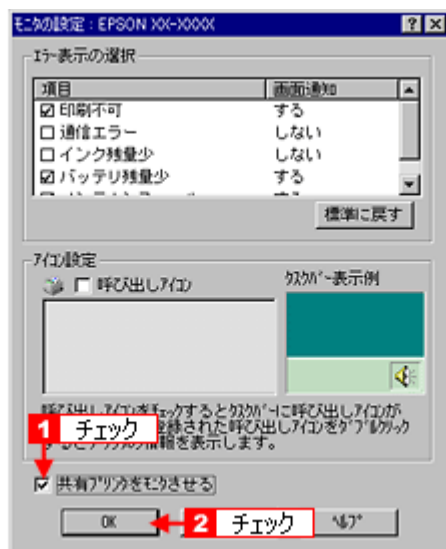 ﾓﾆﾀの設定：EPSON XX-XXXX
ｴﾗｰ表示の選択
項目 画面通知
印刷不可 する
通信エラー しない
インク残量少 しない
バッテリ残量少 する
標準に戻す
ｱｲｺﾝ設定
呼び出しｱｲｺﾝ
ﾀｽｸﾊﾞｰ表示例
呼び出しｱｲｺﾝをﾁｪｯｸするとﾀｽｸﾊﾞｰに呼び出しｱｲｺﾝが
登録された呼び出しｱｲｺﾝをﾀﾞﾌﾞﾙｸﾘｯｸ
情報を表示します。
1 チェック
共有ﾌﾟﾘﾝﾀをﾓﾆﾀさせる
OK
2 チェック
ﾍﾙﾌﾟ